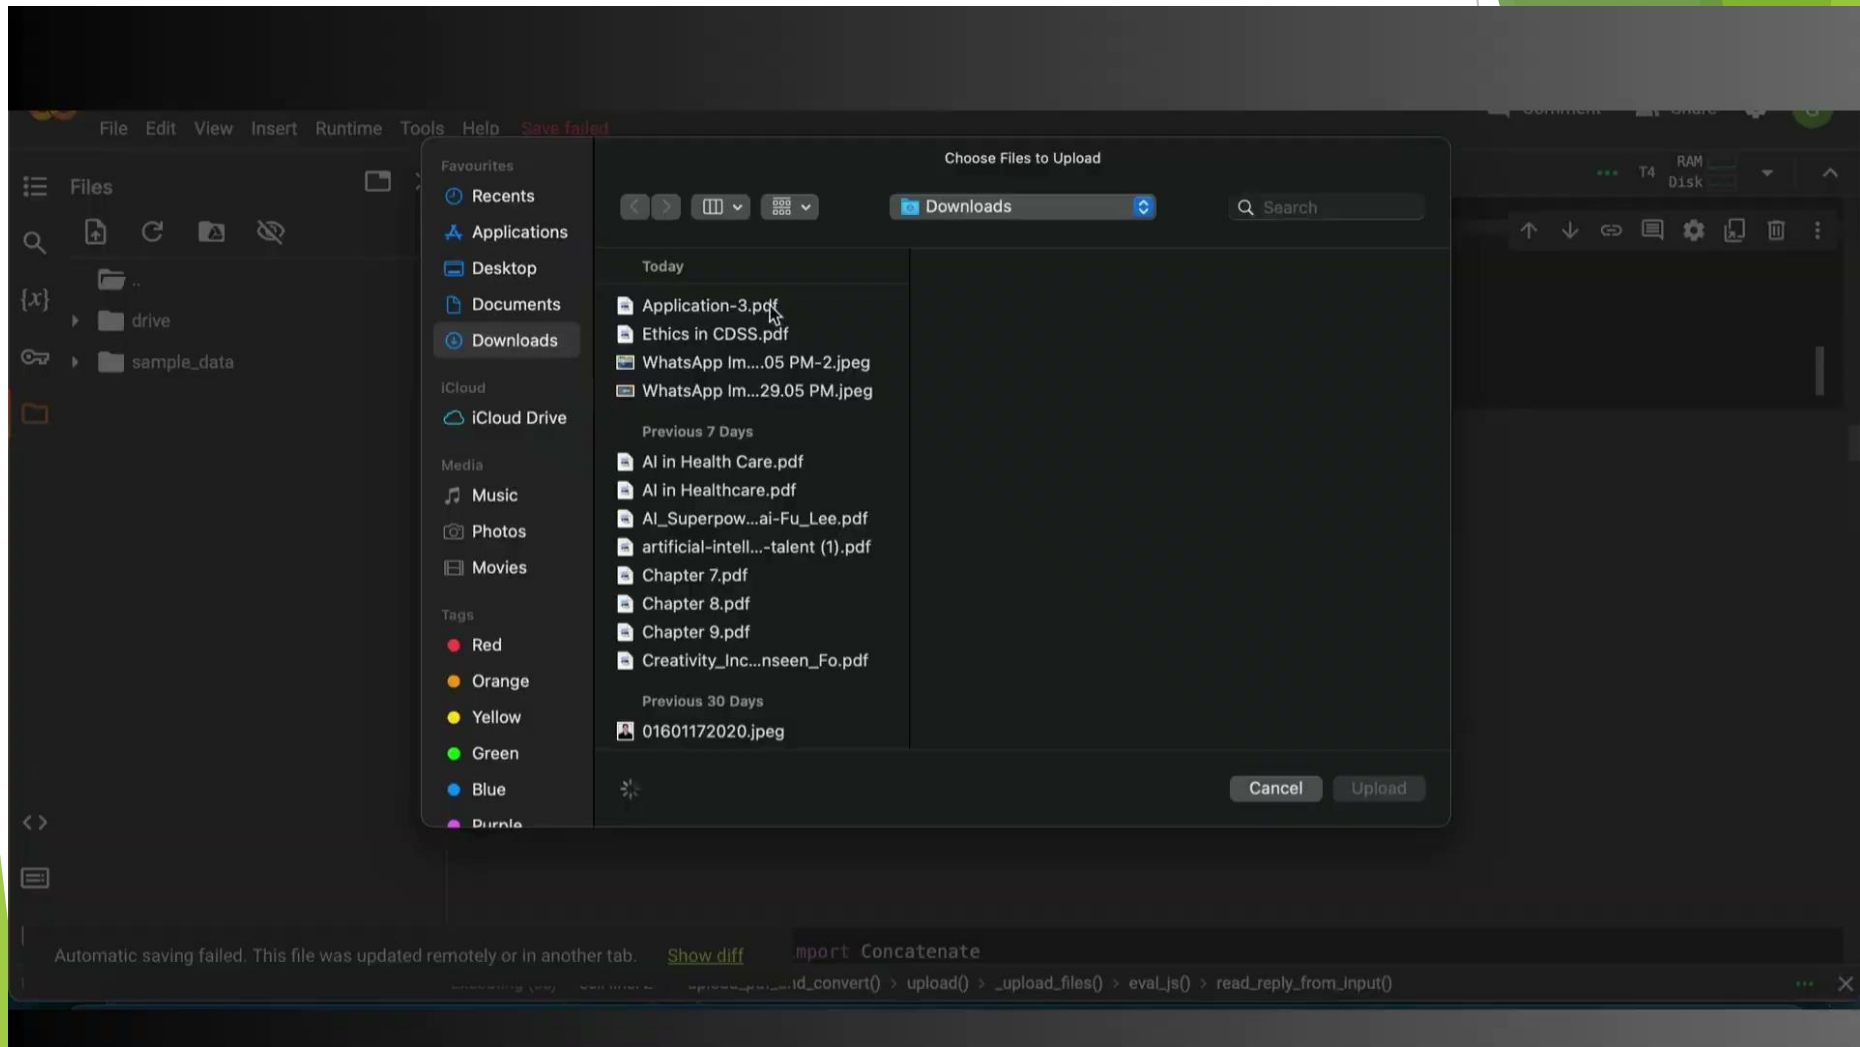 Comment Share
File Edit View Insert Runtime Tools Help Save failed
Files
..
drive
sample_data
{x}
T4 RAM
Disk
Choose Files to Upload
Downloads
Search
Favourites
Recents
Applications
Desktop
Documents
Downloads
iCloud
iCloud Drive
Media
Music
Photos
Movies
Tags
Red
Orange
Yellow
Green
Blue
Purple
Today
Application-3.pdf
Ethics in CDSS.pdf
WhatsApp Im....05 PM-2.jpeg
WhatsApp Im...29.05 PM.jpeg
Previous 7 Days
AI in Health Care.pdf
AI in Healthcare.pdf
AI_Superpow...ai-Fu_Lee.pdf
artificial-intell...-talent (1).pdf
Chapter 7.pdf
Chapter 8.pdf
Chapter 9.pdf
Creativity_Inc...nseen_Fo.pdf
Previous 30 Days
01601172020.jpeg
Cancel Upload
mport Concatenate
Automatic saving failed. This file was updated remotely or in another tab. Show diff
nd_convert() > upload() > _upload_files() > eval_js() > read_reply_from_input()